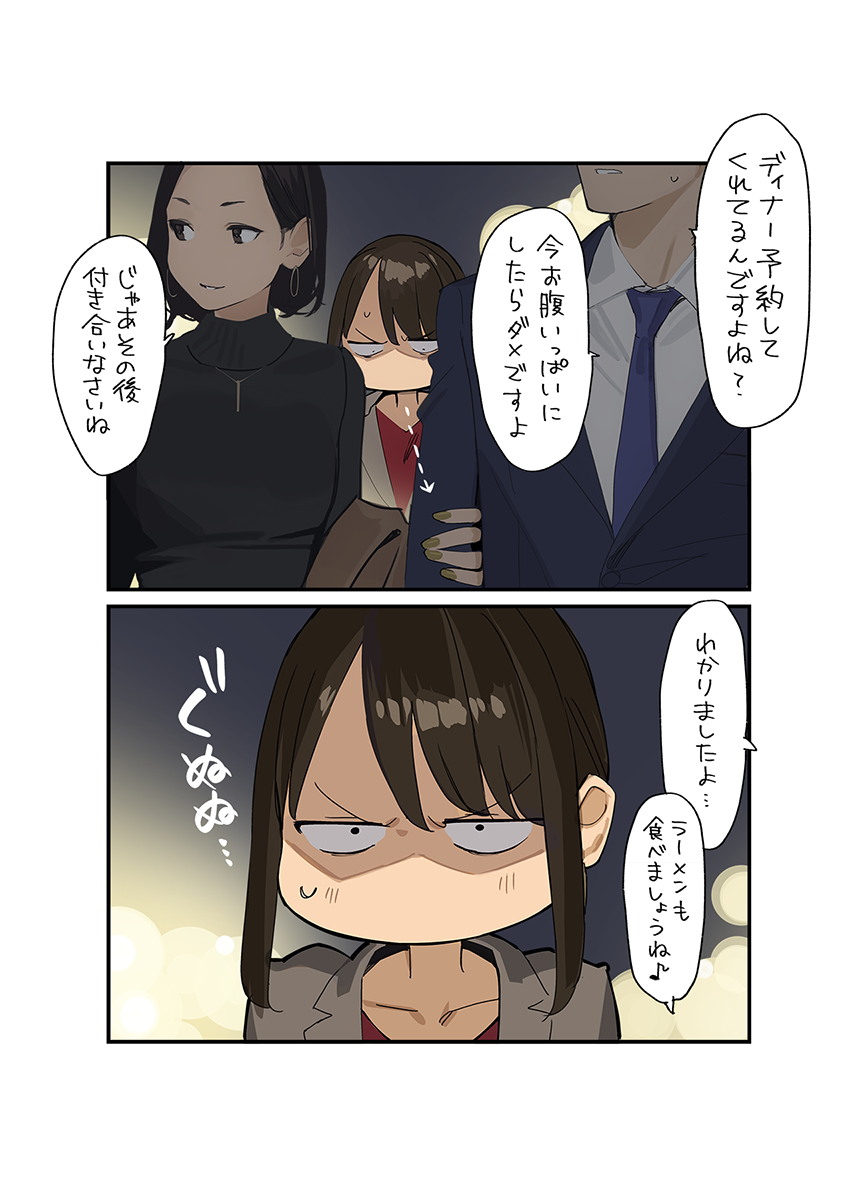 ディナー予約して
くれてるんですよね？
今お腹いっぱいに
したらダメですよ
じゃあその後
付き合いなさいね
わかりましたよ…
ラーメンも
食べましょうね♪
ぐぬぬ…